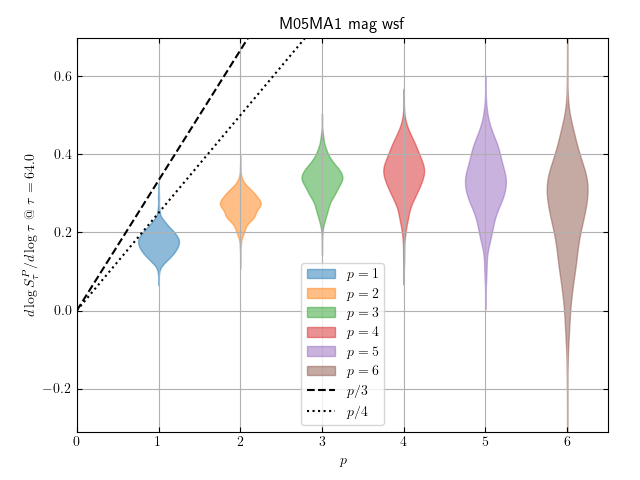 M05MA1 mag wsf
d log S_τ^P / d log τ @ τ = 64.0
0.6
0.4
0.2
0.0
−0.2
p = 1
p = 2
p = 3
p = 4
p = 5
p = 6
p/3
p/4
0 1 2 3 4 5 6
p